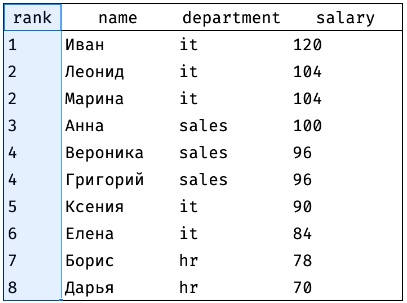 rank name department salary
1 Иван it 120
2 Леонид it 104
2 Марина it 104
3 Анна sales 100
4 Вероника sales 96
4 Григорий sales 96
5 Ксения it 90
6 Елена it 84
7 Борис hr 78
8 Дарья hr 70